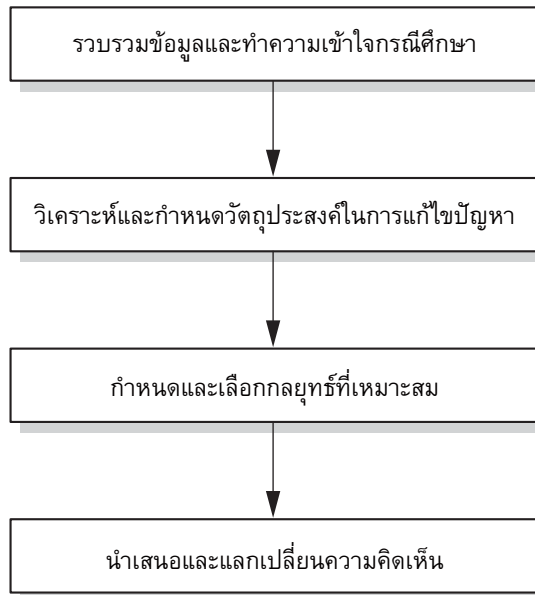 รวบรวมข้อมูลและทำความเข้าใจกรณีศึกษา
วิเคราะห์และกำหนดวัตถุประสงค์ในการแก้ไขปัญหา
กำหนดและเลือกกลยุทธ์ที่เหมาะสม
นำเสนอและแลกเปลี่ยนความคิดเห็น